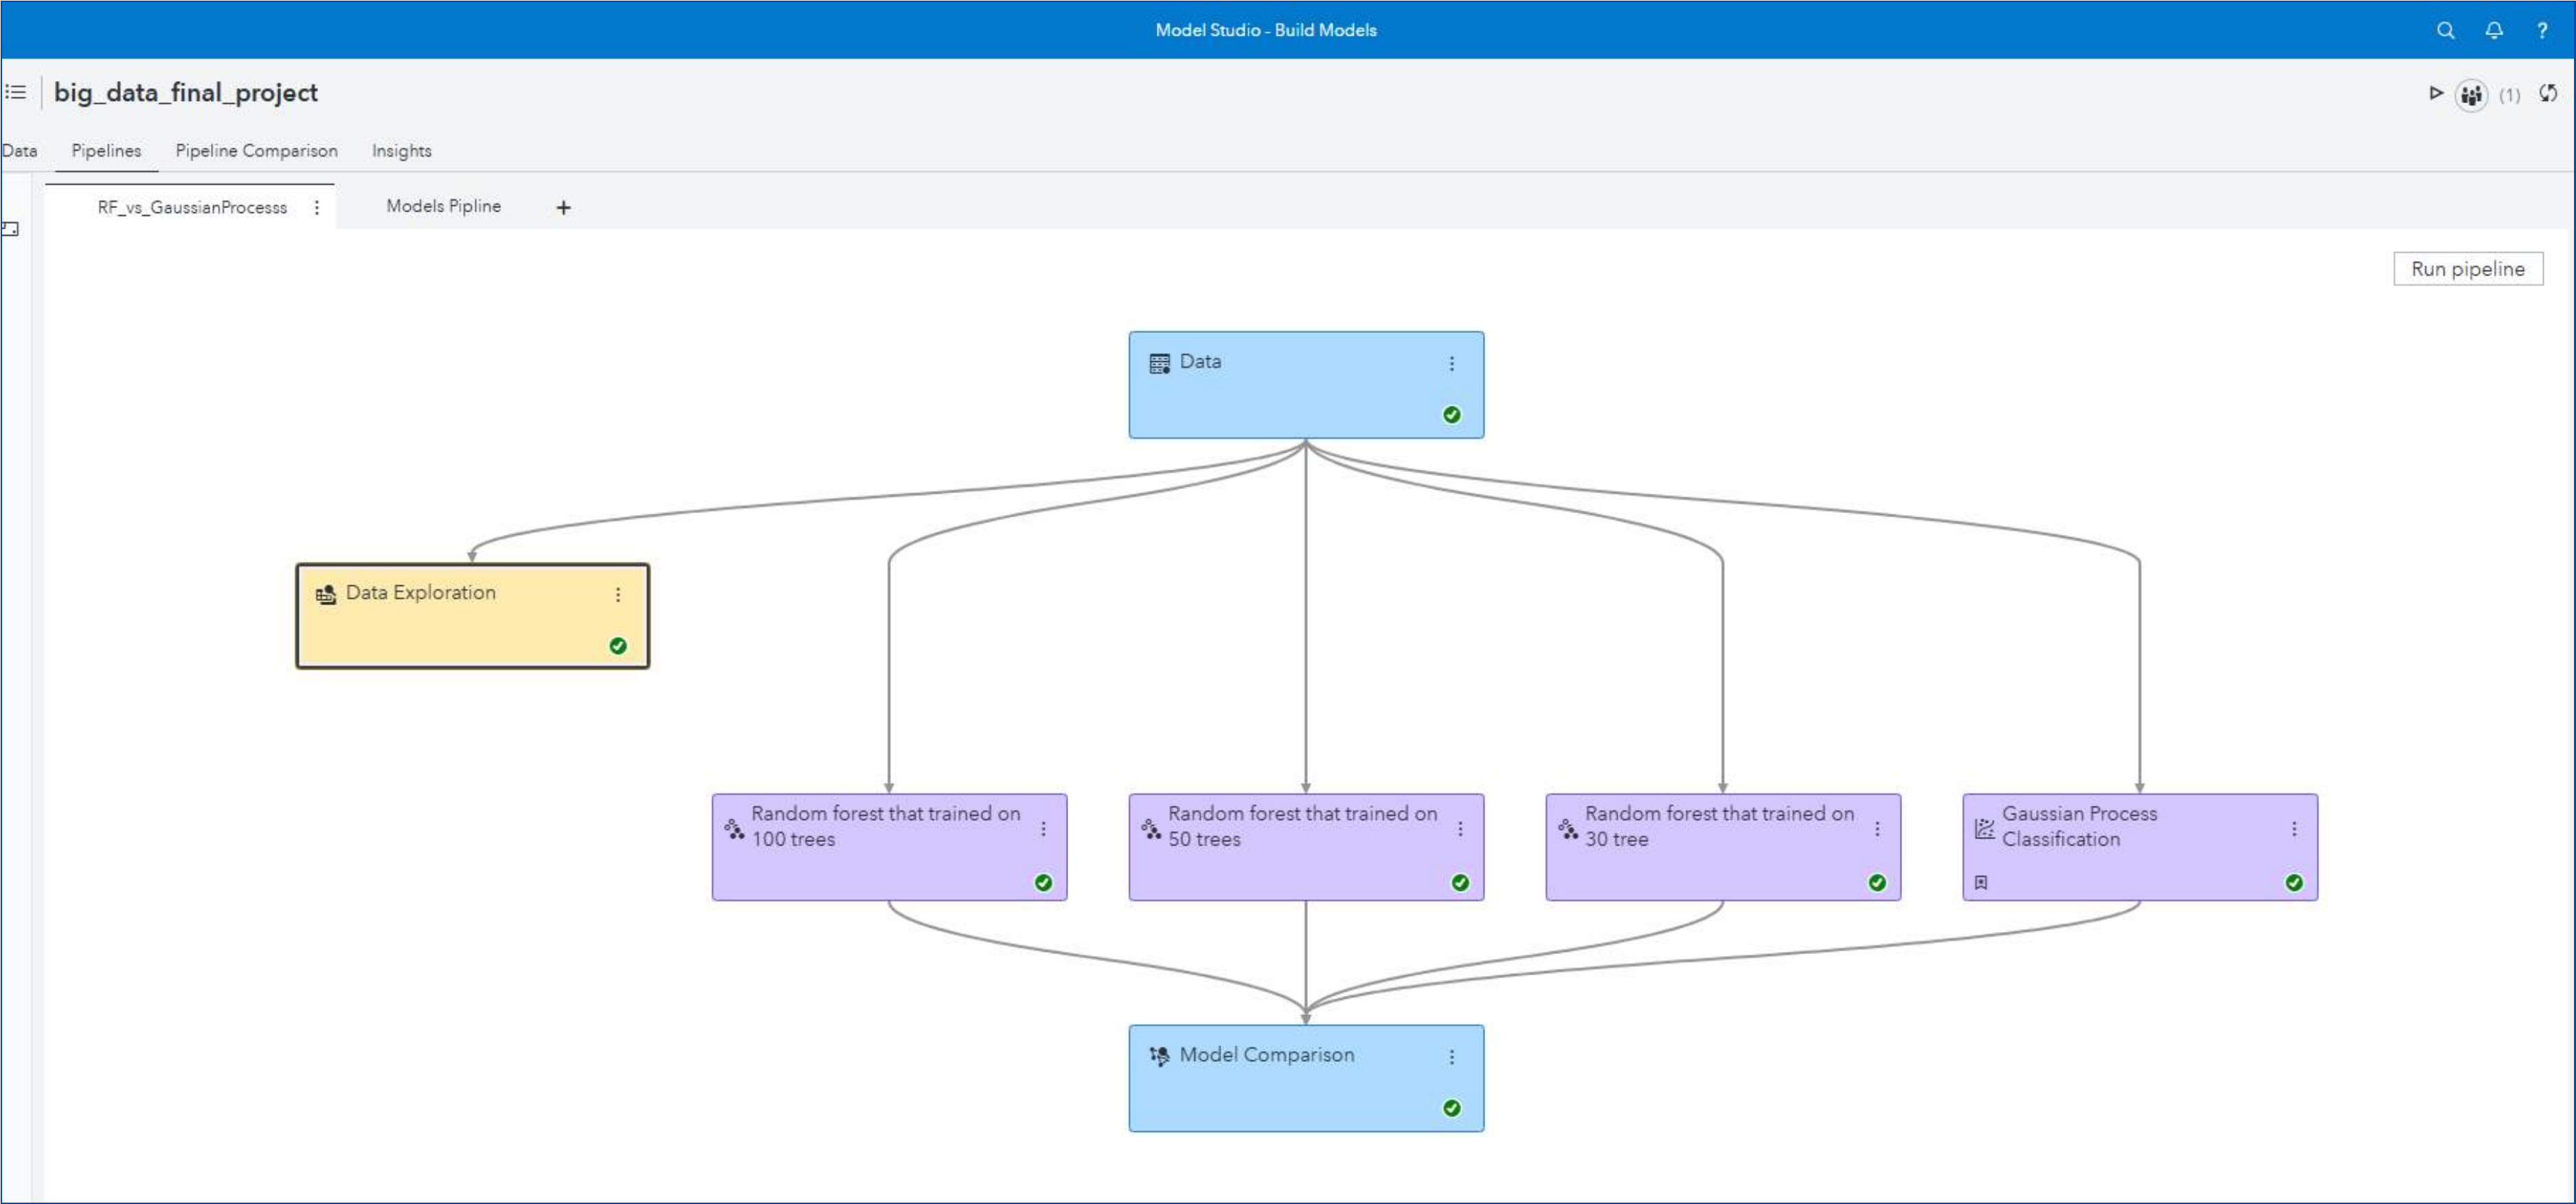 Model Studio - Build Models
?
big_data_final_project
(1)
Data Pipelines Pipeline Comparison Insights
RF_vs_GaussianProcesss Models Pipline +
Run pipeline
Data
Data Exploration
Random forest that trained on
100 trees
Random forest that trained on
50 trees
Random forest that trained on
30 tree
Gaussian Process
Classification
Model Comparison